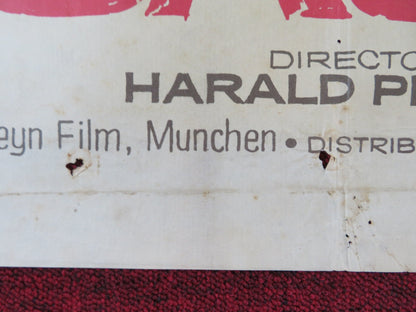 DIRECTO
HARALD P
eyn Film, Munchen • DISTRIB